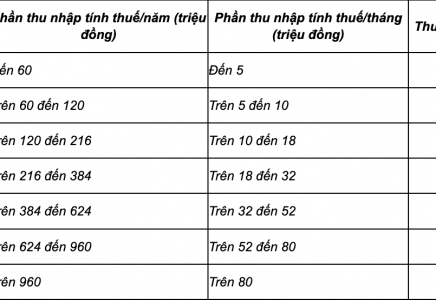 hần thu nhập tính thuế/năm (triệu Phần thu nhập tính thuế/tháng Thu
đồng) (triệu đồng)
ến 60 Đến 5
rên 60 đến 120 Trên 5 đến 10
rên 120 đến 216 Trên 10 đến 18
rên 216 đến 384 Trên 18 đến 32
rên 384 đến 624 Trên 32 đến 52
rên 624 đến 960 Trên 52 đến 80
rên 960 Trên 80